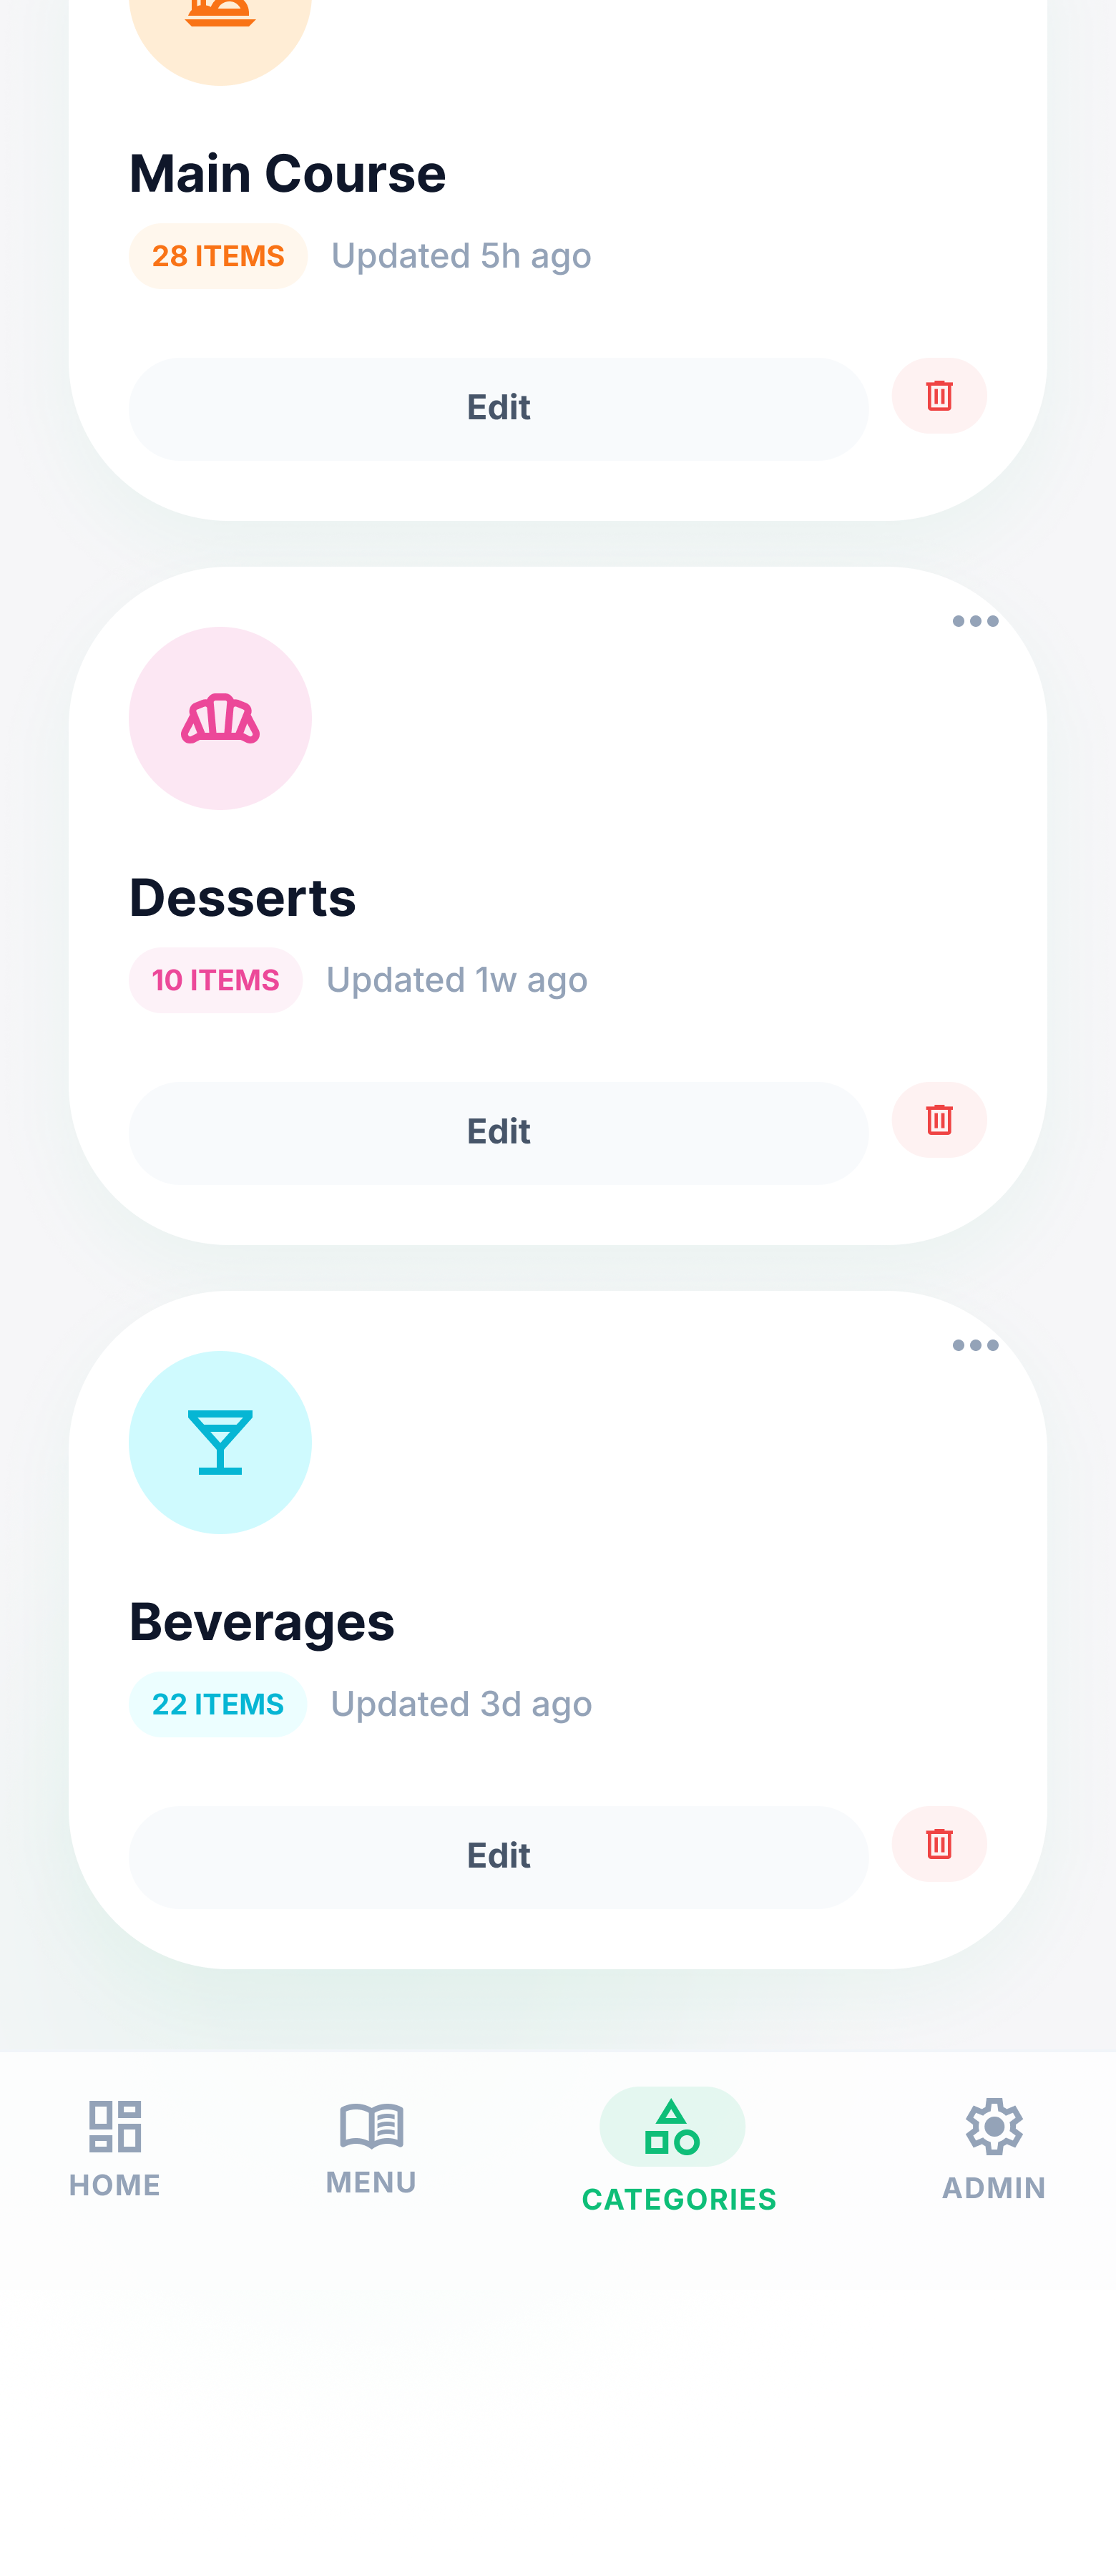 Main Course
28 ITEMS Updated 5h ago
Edit
Desserts
10 ITEMS Updated 1w ago
Edit
Beverages
22 ITEMS Updated 3d ago
Edit
HOME MENU CATEGORIES ADMIN